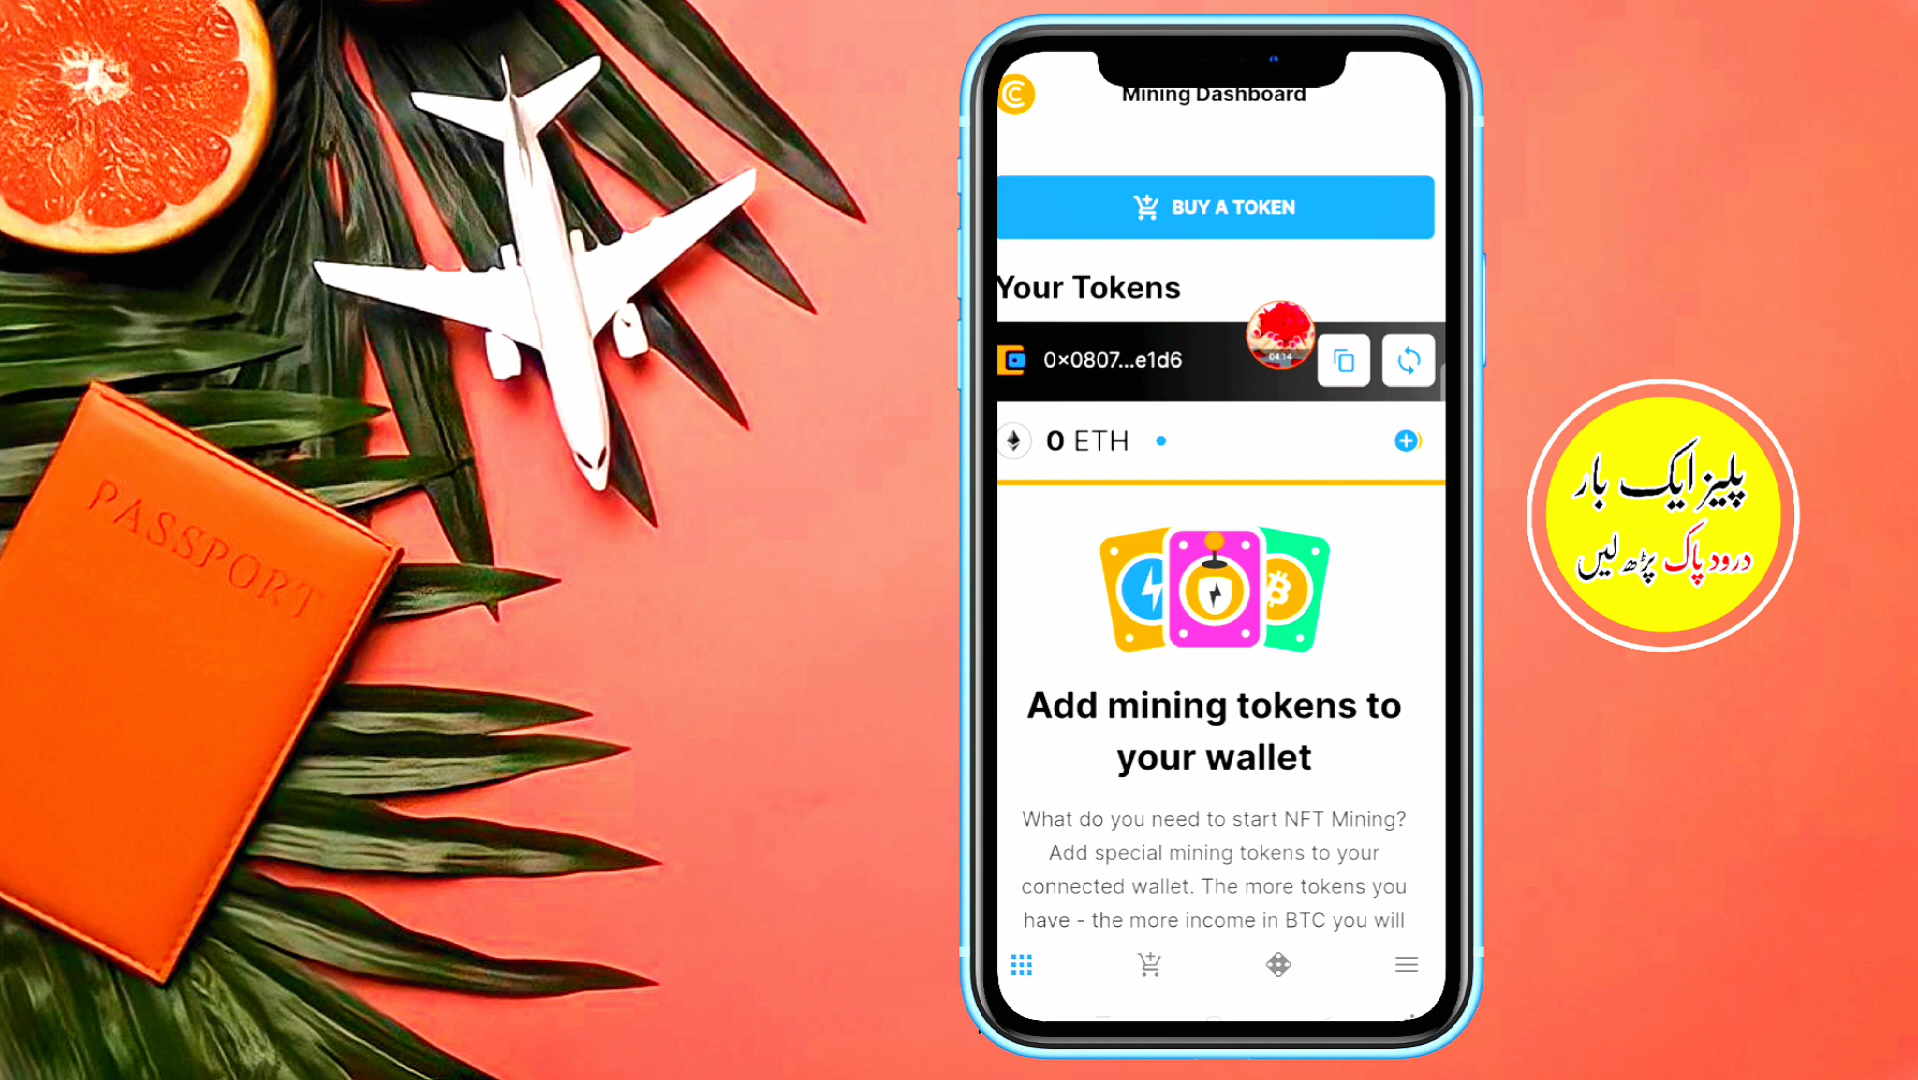 PASSPORT
Mining Dashboard
BUY A TOKEN
Your Tokens
04:14
0×0807...e1d6
0 ETH
Add mining tokens to
your wallet
What do you need to start NFT Mining?
Add special mining tokens to your
connected wallet. The more tokens you
have - the more income in BTC you will
پلیز ایک بار
درود پاک پڑھ لیں